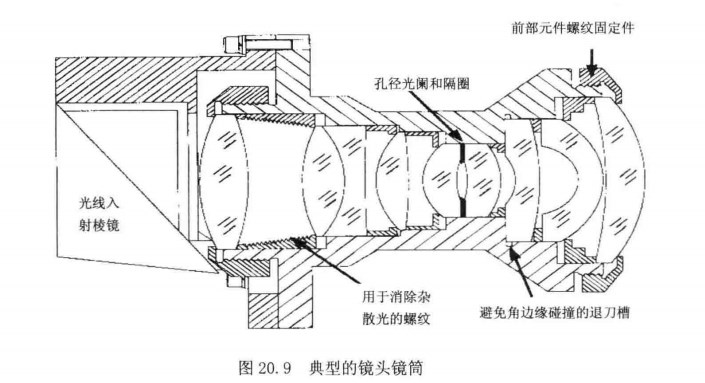 前部元件螺纹固定件
孔径光阑和隔圈
光线入
射棱镜
用于消除杂
散光的螺纹
避免角边缘碰撞的退刀槽
图 20.9 典型的镜头镜筒